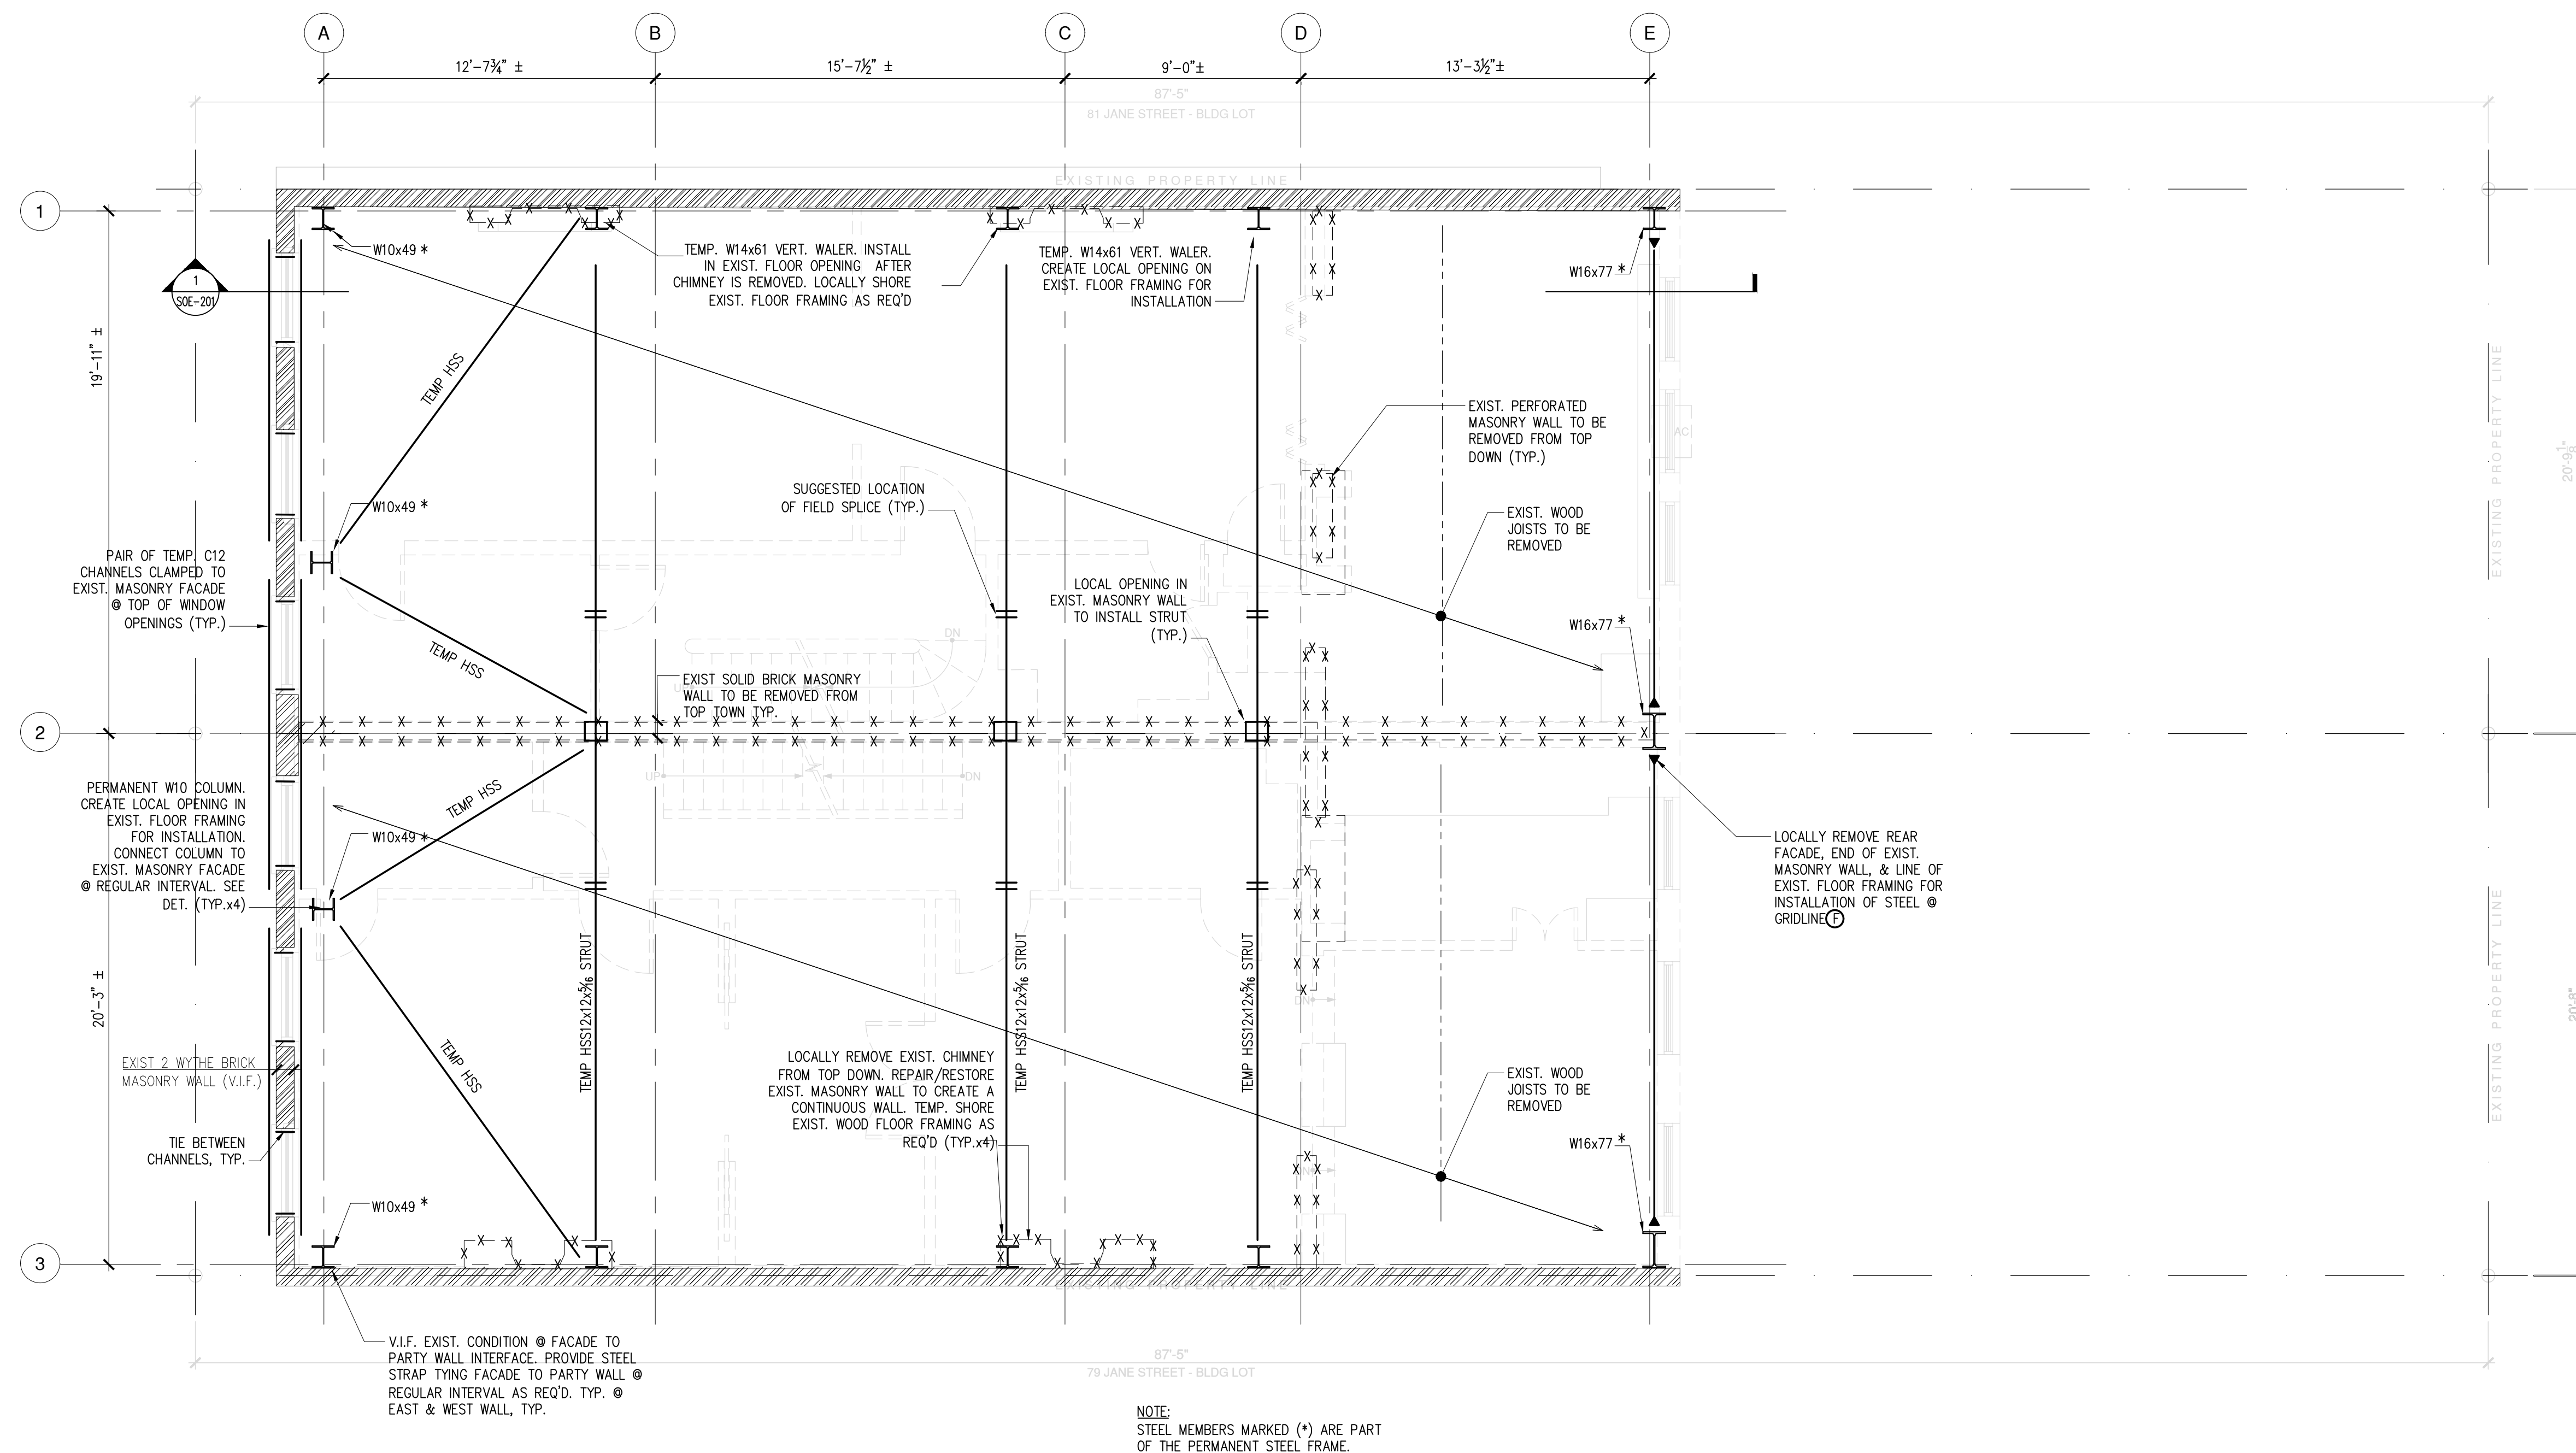 A
B
C
D
E
12'-7¾" ±
15'-7½" ±
9'-0"±
13'-3½"±
87'-5"
81 JANE STREET - BLDG LOT
EXISTING PROPERTY LINE
1
W10x49 *
TEMP. W14x61 VERT. WALER. INSTALL
IN EXIST. FLOOR OPENING AFTER
CHIMNEY IS REMOVED. LOCALLY SHORE
EXIST. FLOOR FRAMING AS REQ'D
TEMP. W14x61 VERT. WALER.
CREATE LOCAL OPENING ON
EXIST. FLOOR FRAMING FOR
INSTALLATION
W16x77 *
1
SOE-201
19'-11" ±
TEMP HSS
EXIST. PERFORATED
MASONRY WALL TO BE
REMOVED FROM TOP
DOWN (TYP.)
AC
EXISTING PROPERTY LINE
20'-9⅛"
W10x49 *
SUGGESTED LOCATION
OF FIELD SPLICE (TYP.)
EXIST. WOOD
JOISTS TO BE
REMOVED
PAIR OF TEMP. C12
CHANNELS CLAMPED TO
EXIST. MASONRY FACADE
@ TOP OF WINDOW
OPENINGS (TYP.)
LOCAL OPENING IN
EXIST. MASONRY WALL
TO INSTALL STRUT
(TYP.)
W16x77 *
TEMP HSS
DN
UP
EXIST SOLID BRICK MASONRY
WALL TO BE REMOVED FROM
TOP TOWN TYP.
2
UP
DN
TEMP HSS
PERMANENT W10 COLUMN.
CREATE LOCAL OPENING IN
EXIST. FLOOR FRAMING
FOR INSTALLATION.
CONNECT COLUMN TO
EXIST. MASONRY FACADE
@ REGULAR INTERVAL. SEE
DET. (TYP.x4)
W10x49 *
LOCALLY REMOVE REAR
FACADE, END OF EXIST.
MASONRY WALL, & LINE OF
EXIST. FLOOR FRAMING FOR
INSTALLATION OF STEEL @
GRIDLINE F
20'-3" ±
TEMP HSS12x12x5/16 STRUT
TEMP HSS12x12x5/16 STRUT
TEMP HSS12x12x5/16 STRUT
DN
EXISTING PROPERTY LINE
20'-8"
EXIST 2 WYTHE BRICK
MASONRY WALL (V.I.F.)
TEMP HSS
LOCALLY REMOVE EXIST. CHIMNEY
FROM TOP DOWN. REPAIR/RESTORE
EXIST. MASONRY WALL TO CREATE A
CONTINUOUS WALL. TEMP. SHORE
EXIST. WOOD FLOOR FRAMING AS
REQ'D (TYP.x4)
EXIST. WOOD
JOISTS TO BE
REMOVED
TIE BETWEEN
CHANNELS, TYP.
W16x77 *
W10x49 *
3
EXISTING PROPERTY LINE
V.I.F. EXIST. CONDITION @ FACADE TO
PARTY WALL INTERFACE. PROVIDE STEEL
STRAP TYING FACADE TO PARTY WALL @
REGULAR INTERVAL AS REQ'D. TYP. @
EAST & WEST WALL, TYP.
87'-5"
79 JANE STREET - BLDG LOT
NOTE:
STEEL MEMBERS MARKED (*) ARE PART
OF THE PERMANENT STEEL FRAME.